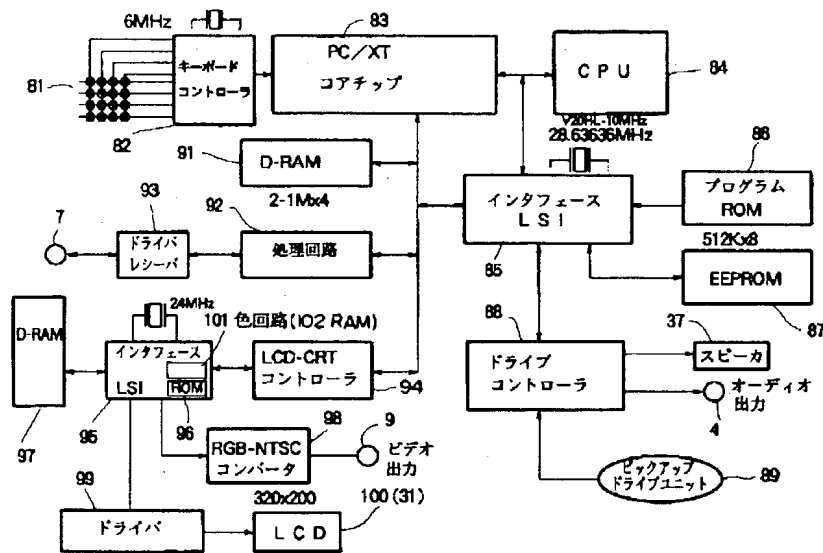 6MHz
83
PC/XT
コアチップ
81
キーボード
コントローラ
82
CPU
84
V20HL-10MHz
28.63636MHz
91
D-RAM
2-1Mx4
86
プログラム
ROM
512Kx8
インタフェース
LSI
85
EEPROM
87
7
93
ドライバ
レシーバ
92
処理回路
24MHz
101 色回路(102 RAM)
D-RAM
97
インタフェース
LSI
ROM
95
96
LCD-CRT
コントローラ
94
88
ドライブ
コントローラ
37
スピーカ
オーディオ
出力
4
98
RGB-NTSC
コンバータ
9
ビデオ
出力
ピックアップ
ドライブユニット
89
99
ドライバ
320x200
LCD
100(31)